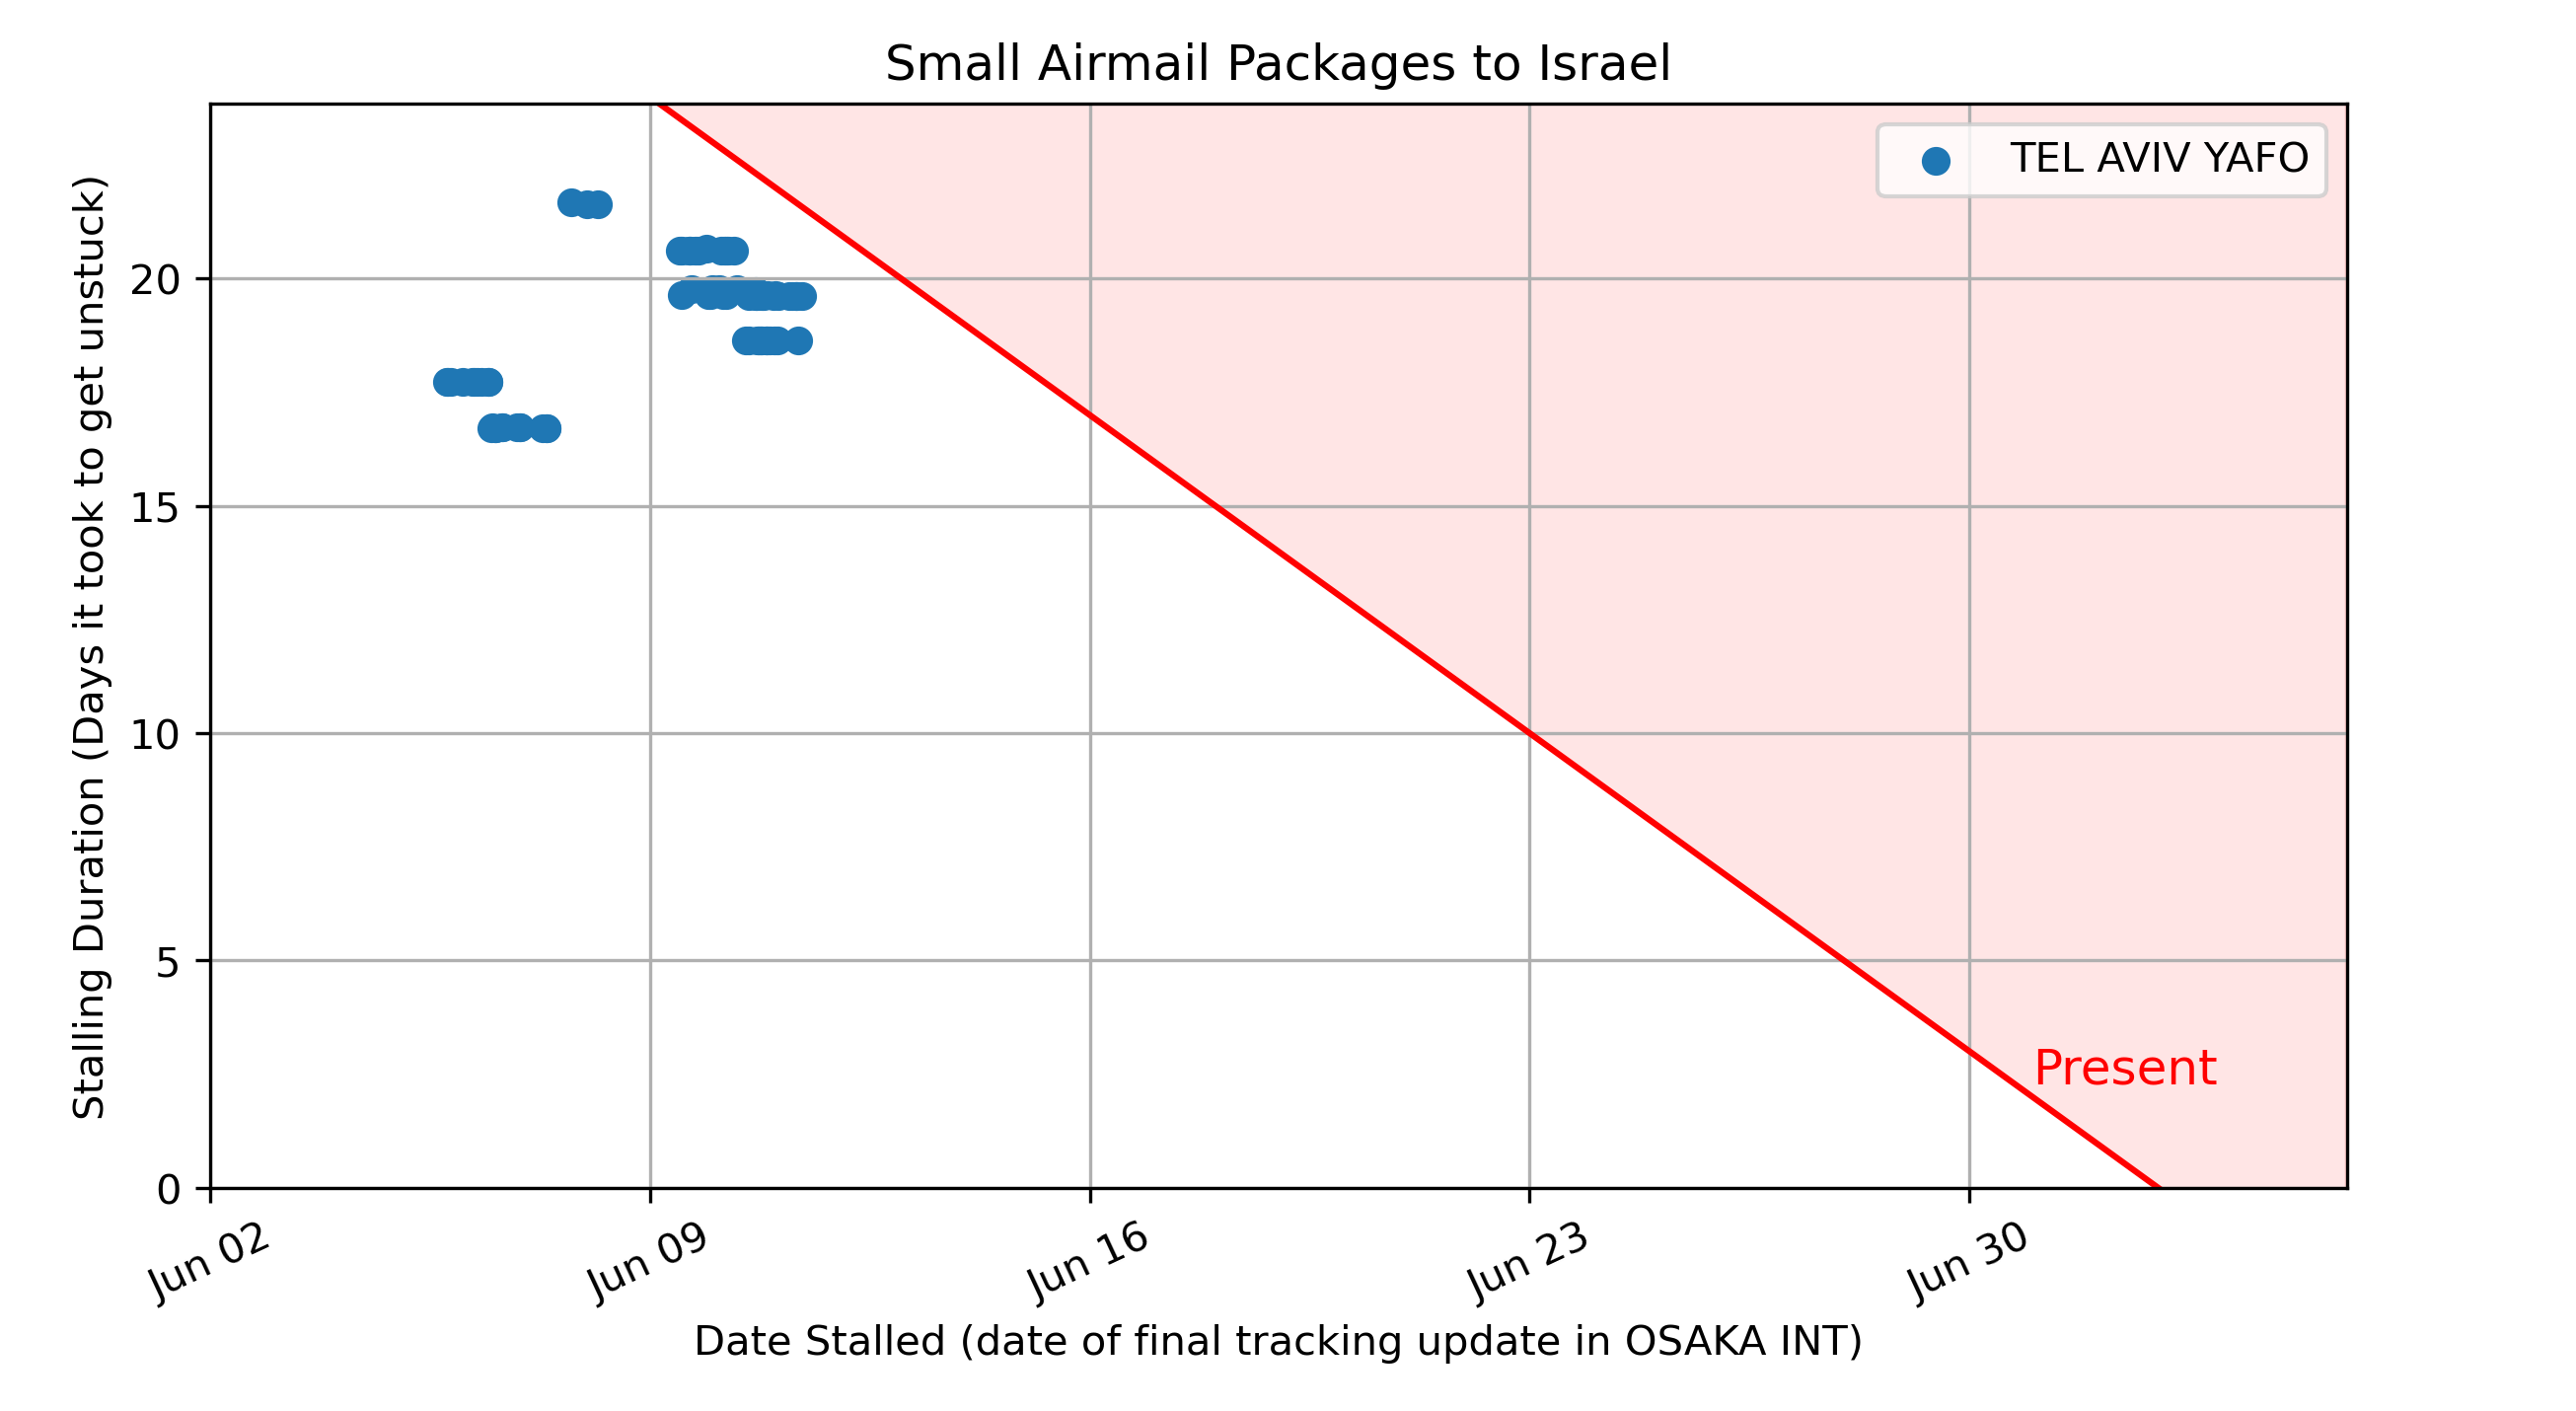 Small Airmail Packages to Israel
TEL AVIV YAFO
Stalling Duration (Days it took to get unstuck)
20
15
10
5
0
Present
Jun 02
Jun 09
Jun 16
Jun 23
Jun 30
Date Stalled (date of final tracking update in OSAKA INT)